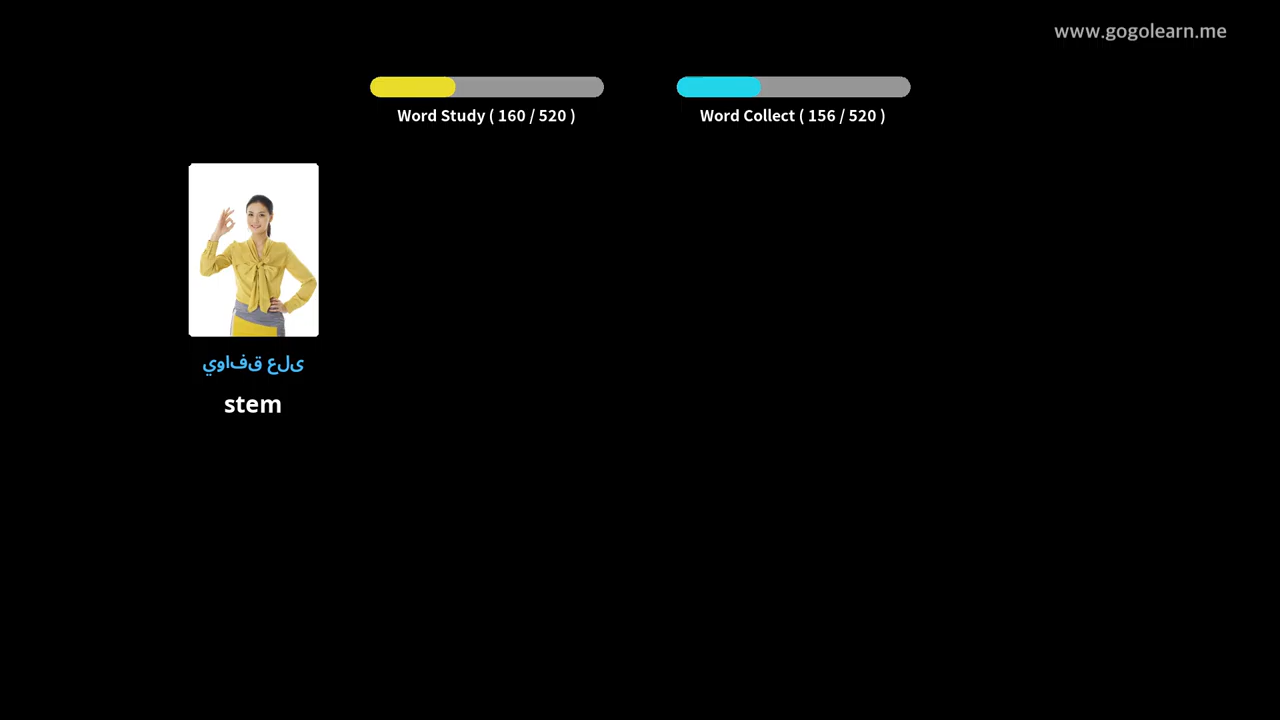 www.gogolearn.me
Word Study ( 160 / 520 )
Word Collect ( 156 / 520 )
يوافق على
stem